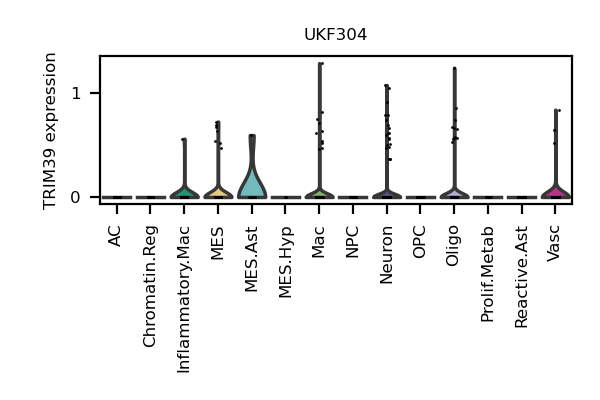 UKF304
TRIM39 expression
1
0
AC
Chromatin.Reg
Inflammatory.Mac
MES
MES.Ast
MES.Hyp
Mac
NPC
Neuron
OPC
Oligo
Prolif.Metab
Reactive.Ast
Vasc